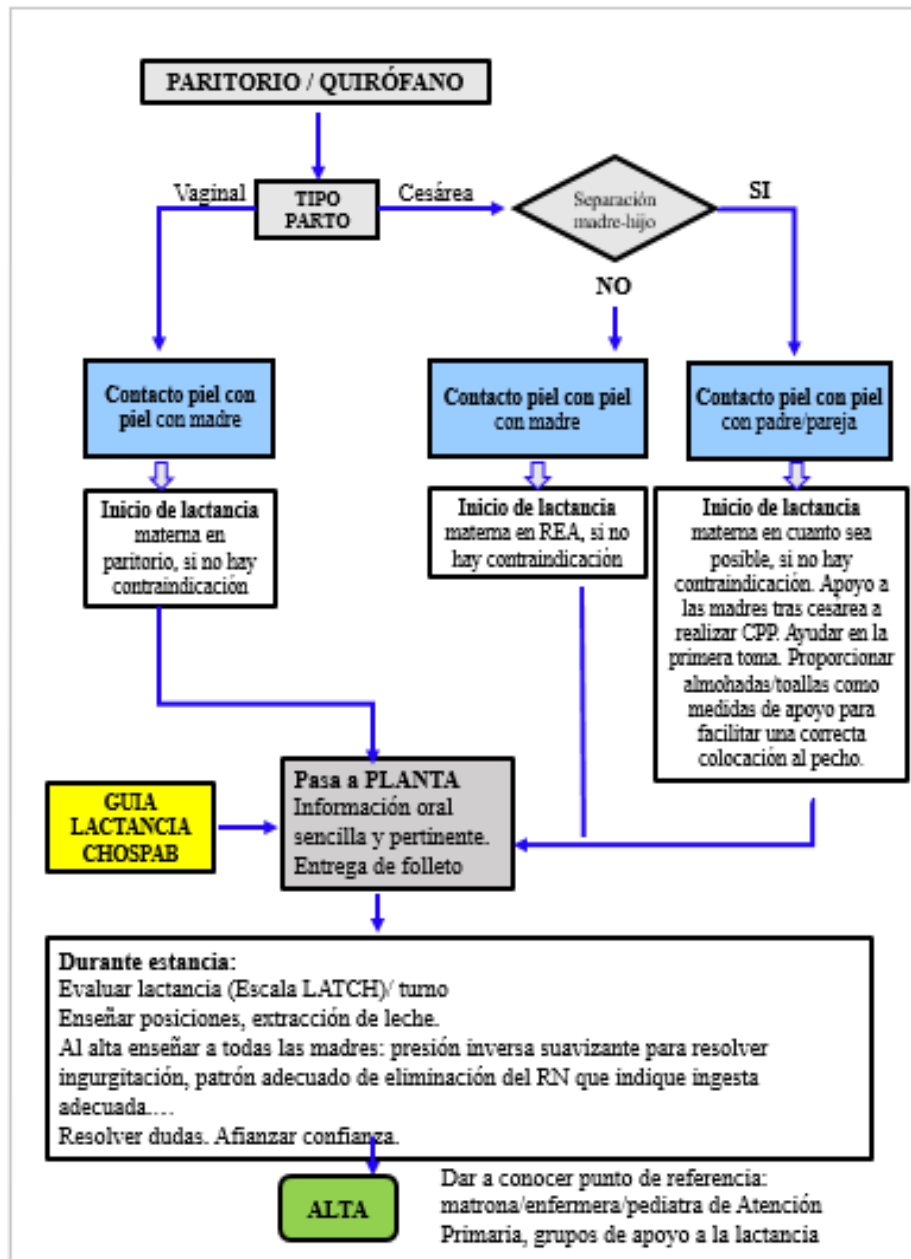 PARITORIO / QUIRÓFANO
Vaginal
TIPO
PARTO
Cesárea
Separación
madre-hijo
SI
NO
Contacto piel con
piel con madre
Contacto piel con piel
con madre
Contacto piel con piel
con padre/pareja
Inicio de lactancia
materna en
paritorio, si no hay
contraindicación
Inicio de lactancia
materna en REA, si no
hay contraindicación
Inicio de lactancia
materna en cuanto sea
posible, si no hay
contraindicación. Apoyo a
las madres tras cesárea a
realizar CPP. Ayudar en la
primera toma. Proporcionar
almohadas/toallas como
medidas de apoyo para
facilitar una correcta
colocación al pecho.
GUIA
LACTANCIA
CHOSPAB
Pasa a PLANTA
Información oral
sencilla y pertinente.
Entrega de folleto
Durante estancia:
Evaluar lactancia (Escala LATCH)/ turno
Enseñar posiciones, extracción de leche.
Al alta enseñar a todas las madres: presión inversa suavizante para resolver
ingurgitación, patrón adecuado de eliminación del RN que indique ingesta
adecuada.…
Resolver dudas. Afianzar confianza.
ALTA
Dar a conocer punto de referencia:
matrona/enfermera/pediatra de Atención
Primaria, grupos de apoyo a la lactancia